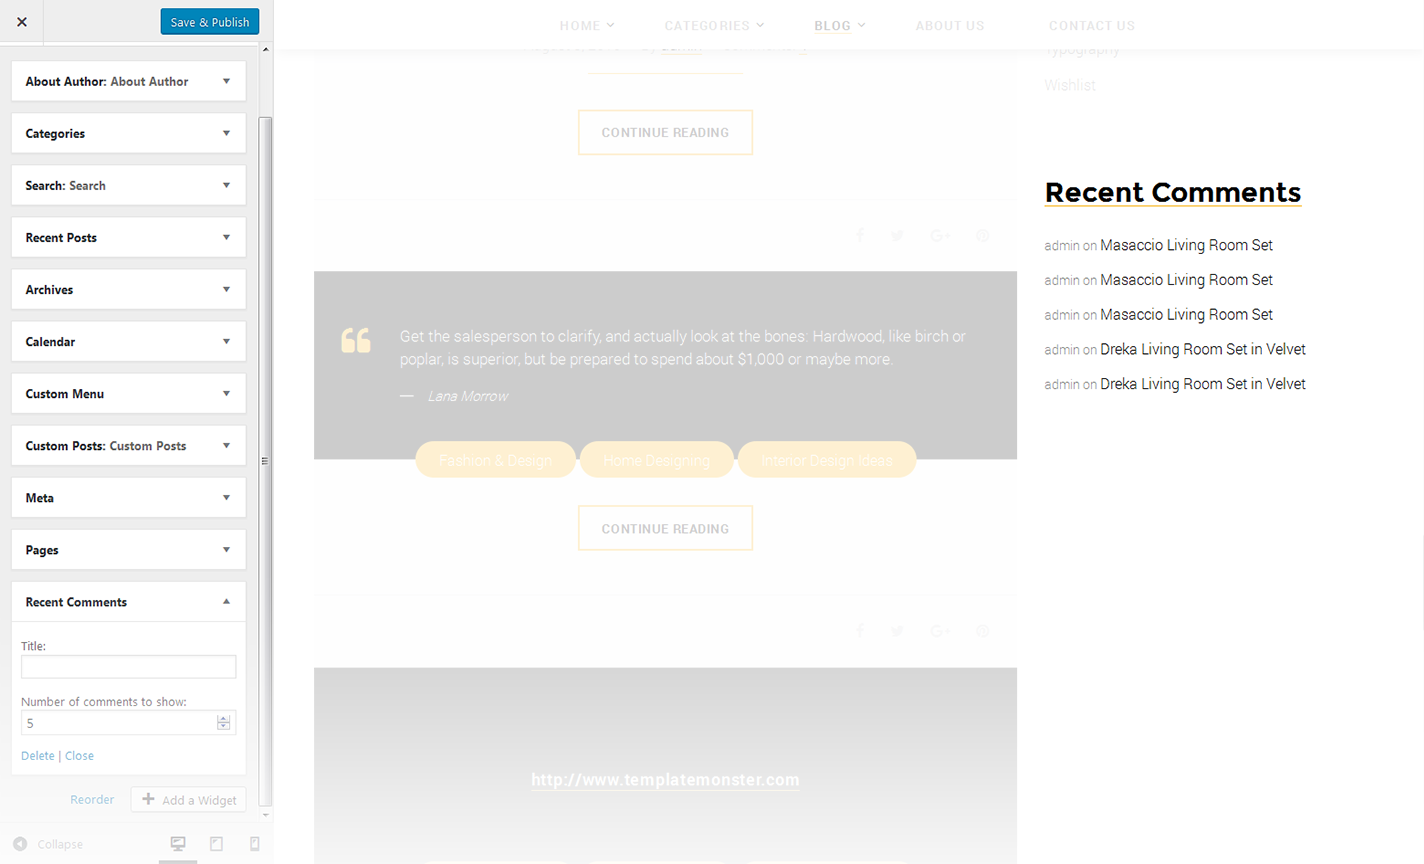 Save & Publish
About Author: About Author
Categories
Search: Search
Recent Posts
Archives
Calendar
Custom Menu
Custom Posts: Custom Posts
Meta
Pages
Recent Comments
Title:
Number of comments to show:
5
Delete | Close
Reorder
Add a Widget
Collapse
HOME CATEGORIES BLOG ABOUT US CONTACT US
CONTINUE READING
Get the salesperson to clarify, and actually look at the bones: Hardwood, like birch or
poplar, is superior, but be prepared to spend about $1,000 or maybe more.
— Lana Morrow
Fashion & Design Home Designing Interior Design Ideas
CONTINUE READING
http://www.templatemonster.com
Typography
Wishlist
Recent Comments
admin on Masaccio Living Room Set
admin on Masaccio Living Room Set
admin on Masaccio Living Room Set
admin on Dreka Living Room Set in Velvet
admin on Dreka Living Room Set in Velvet